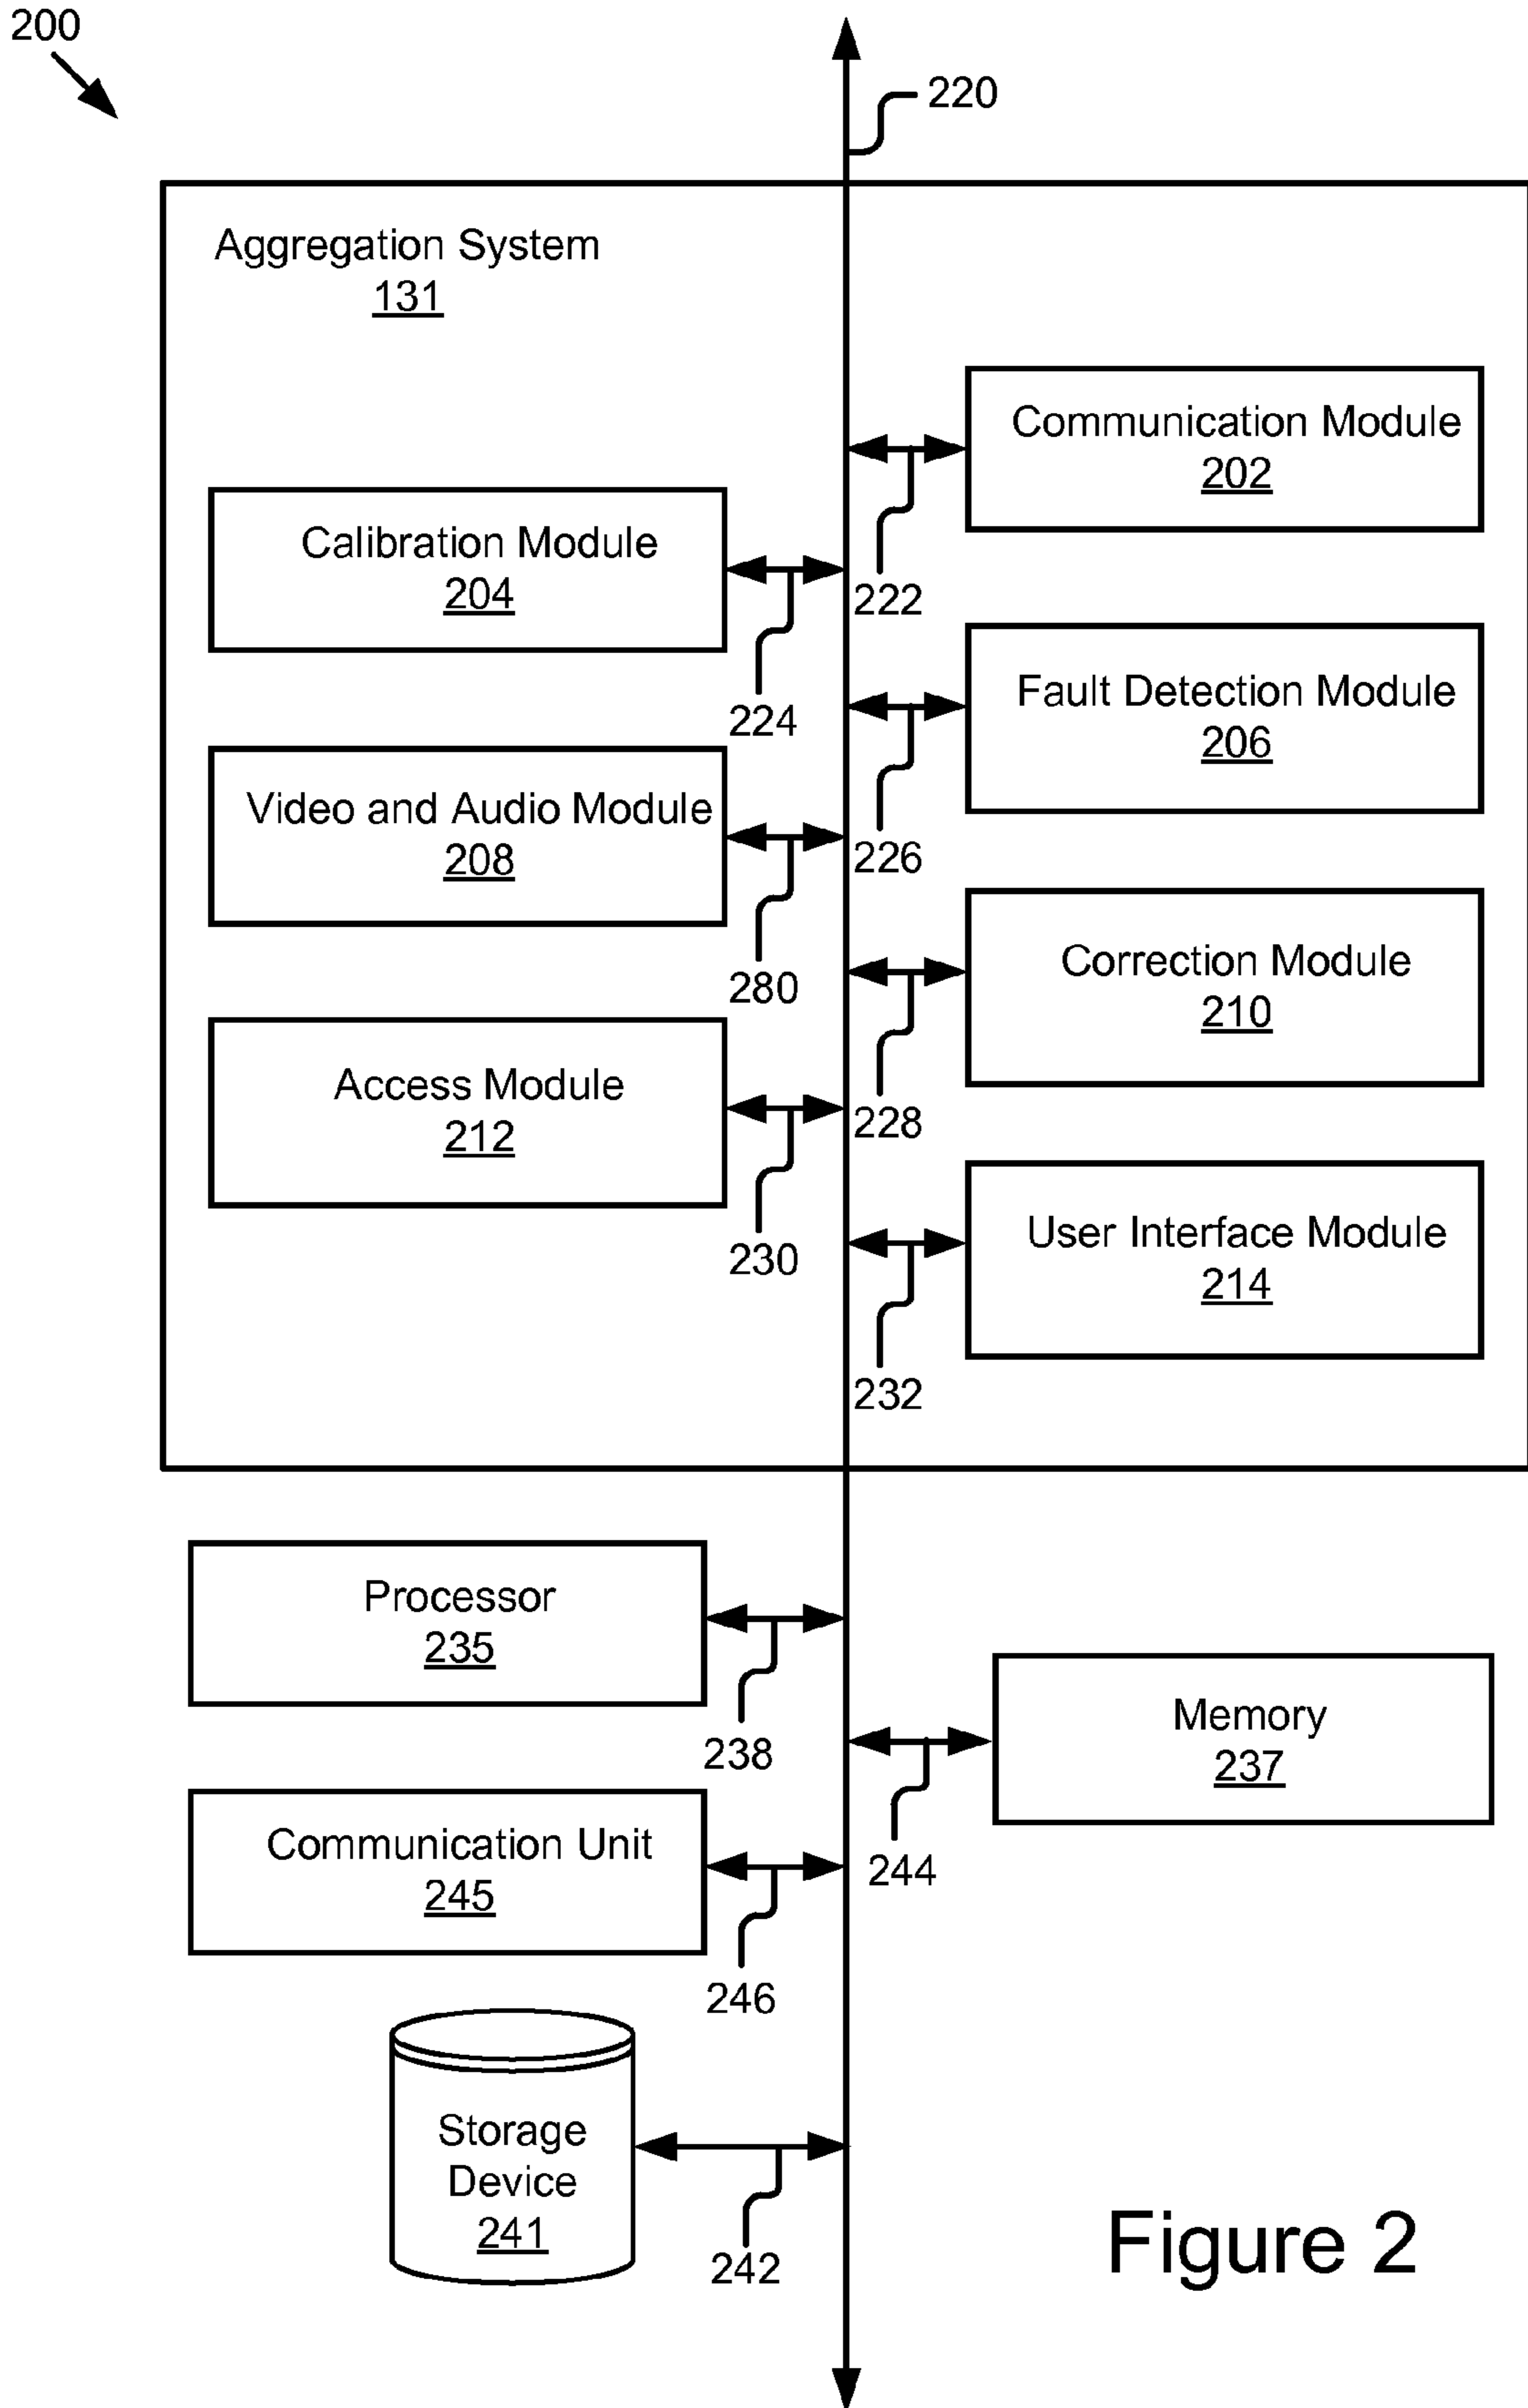 200
220
Aggregation System
131
Communication Module
202
Calibration Module
204
222
224
Fault Detection Module
206
Video and Audio Module
208
226
280
Correction Module
210
Access Module
212
228
230
User Interface Module
214
232
Processor
235
238
Memory
237
Communication Unit
245
244
246
Storage
Device
241
242
Figure 2